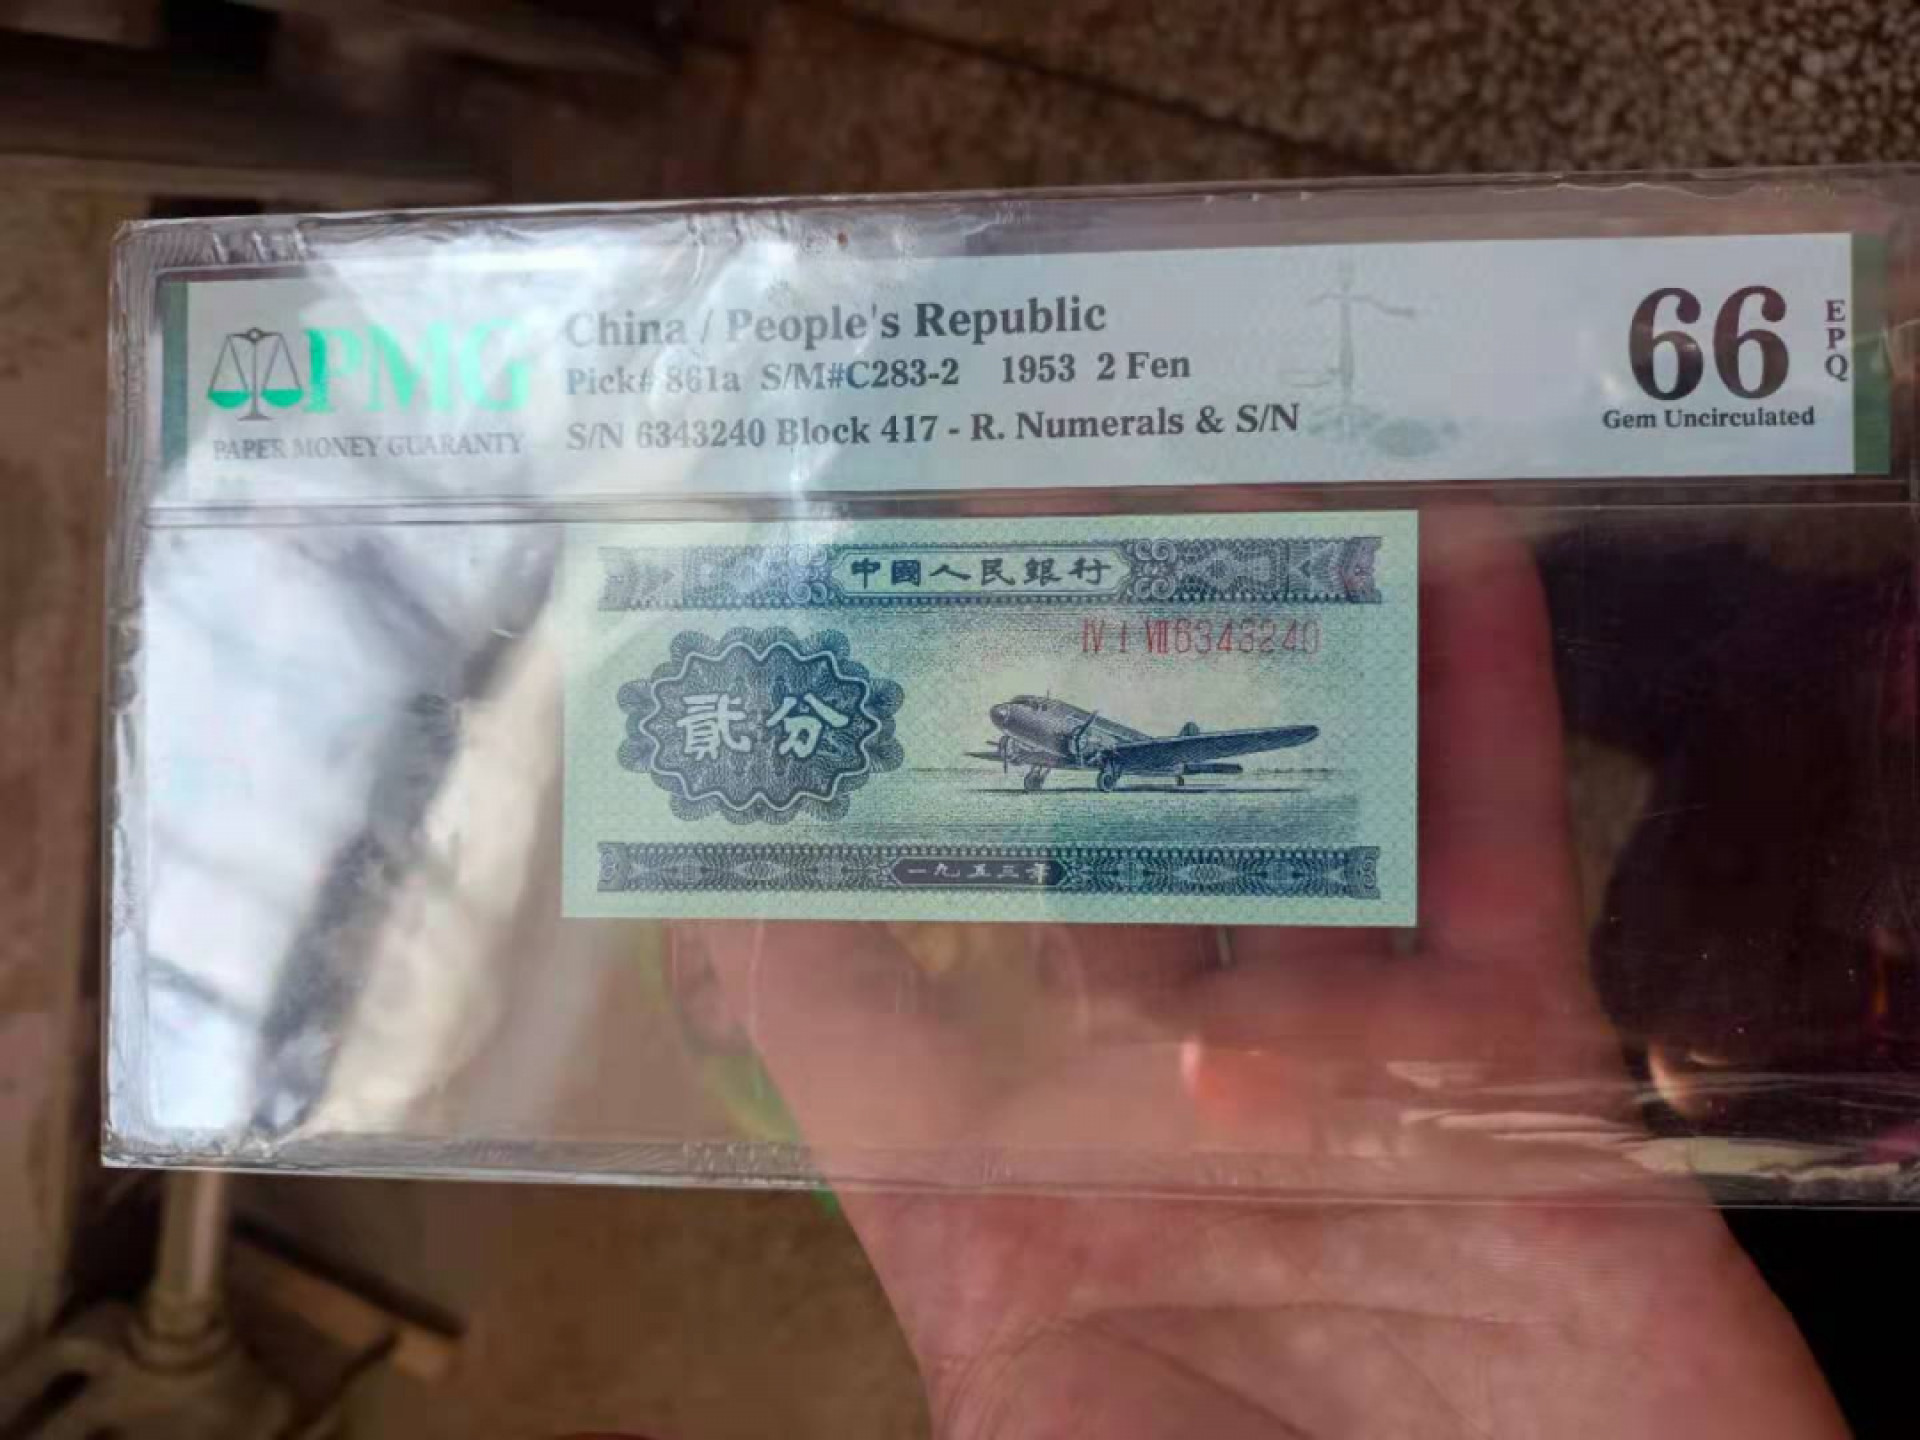 PMG
PAPER MONEY GUARANTY
China / People's Republic
Pick# 861a S/M#C283-2 1953 2 Fen
S/N 6343240 Block 417 - R. Numerals & S/N
66
EPQ
Gem Uncirculated
中國人民銀行
IV I VII 6343240
貳分
一九五三年